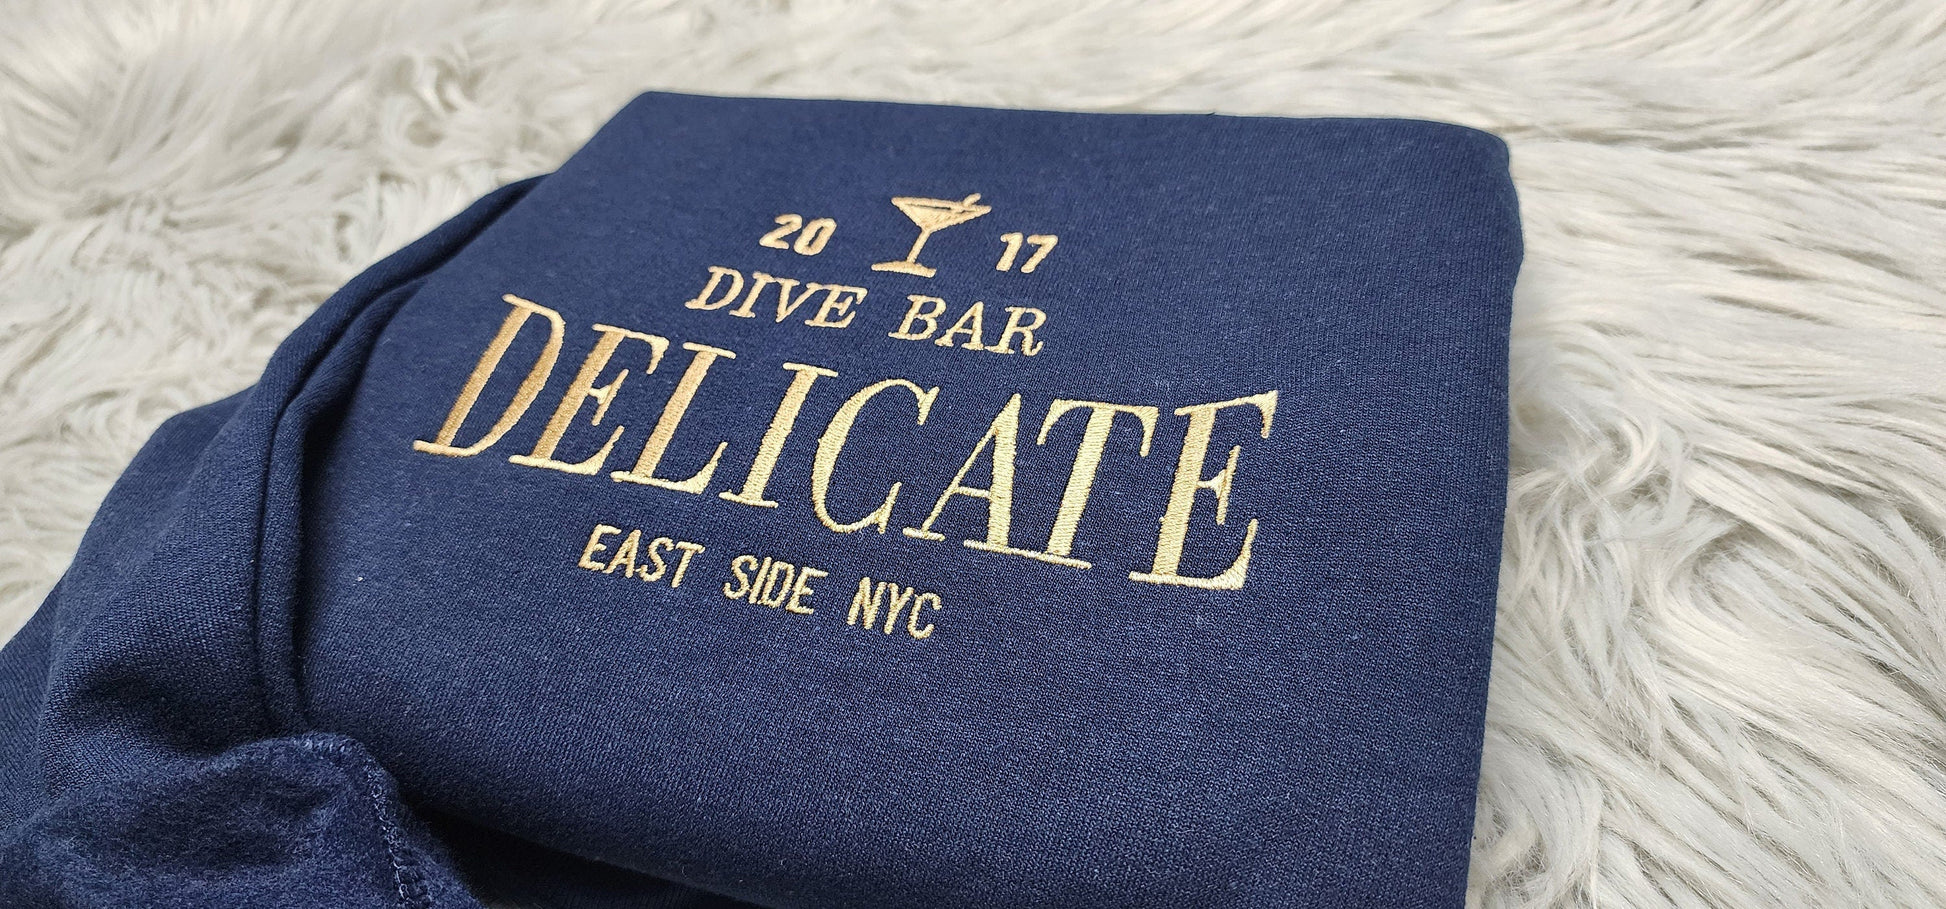 20 17
DIVE BAR
DELICATE
EAST SIDE NYC